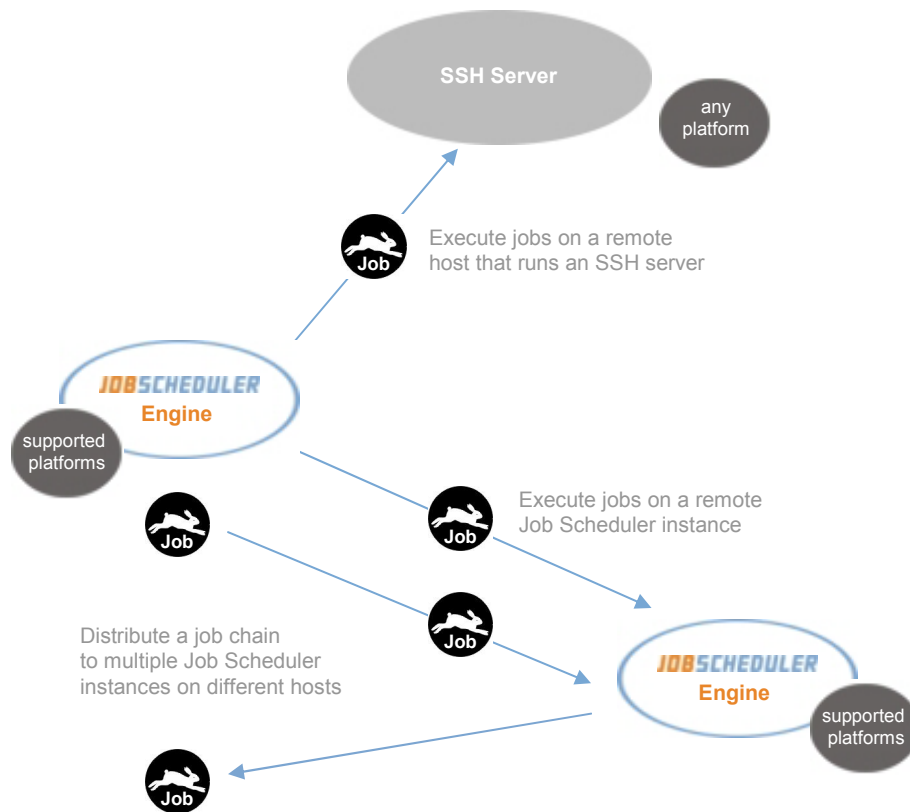 SSH Server
any
platform
Job
Execute jobs on a remote
host that runs an SSH server
JOBSCHEDULER
Engine
supported
platforms
Job
Execute jobs on a remote
Job Scheduler instance
Job
Job
Distribute a job chain
to multiple Job Scheduler
instances on different hosts
JOBSCHEDULER
Engine
supported
platforms
Job